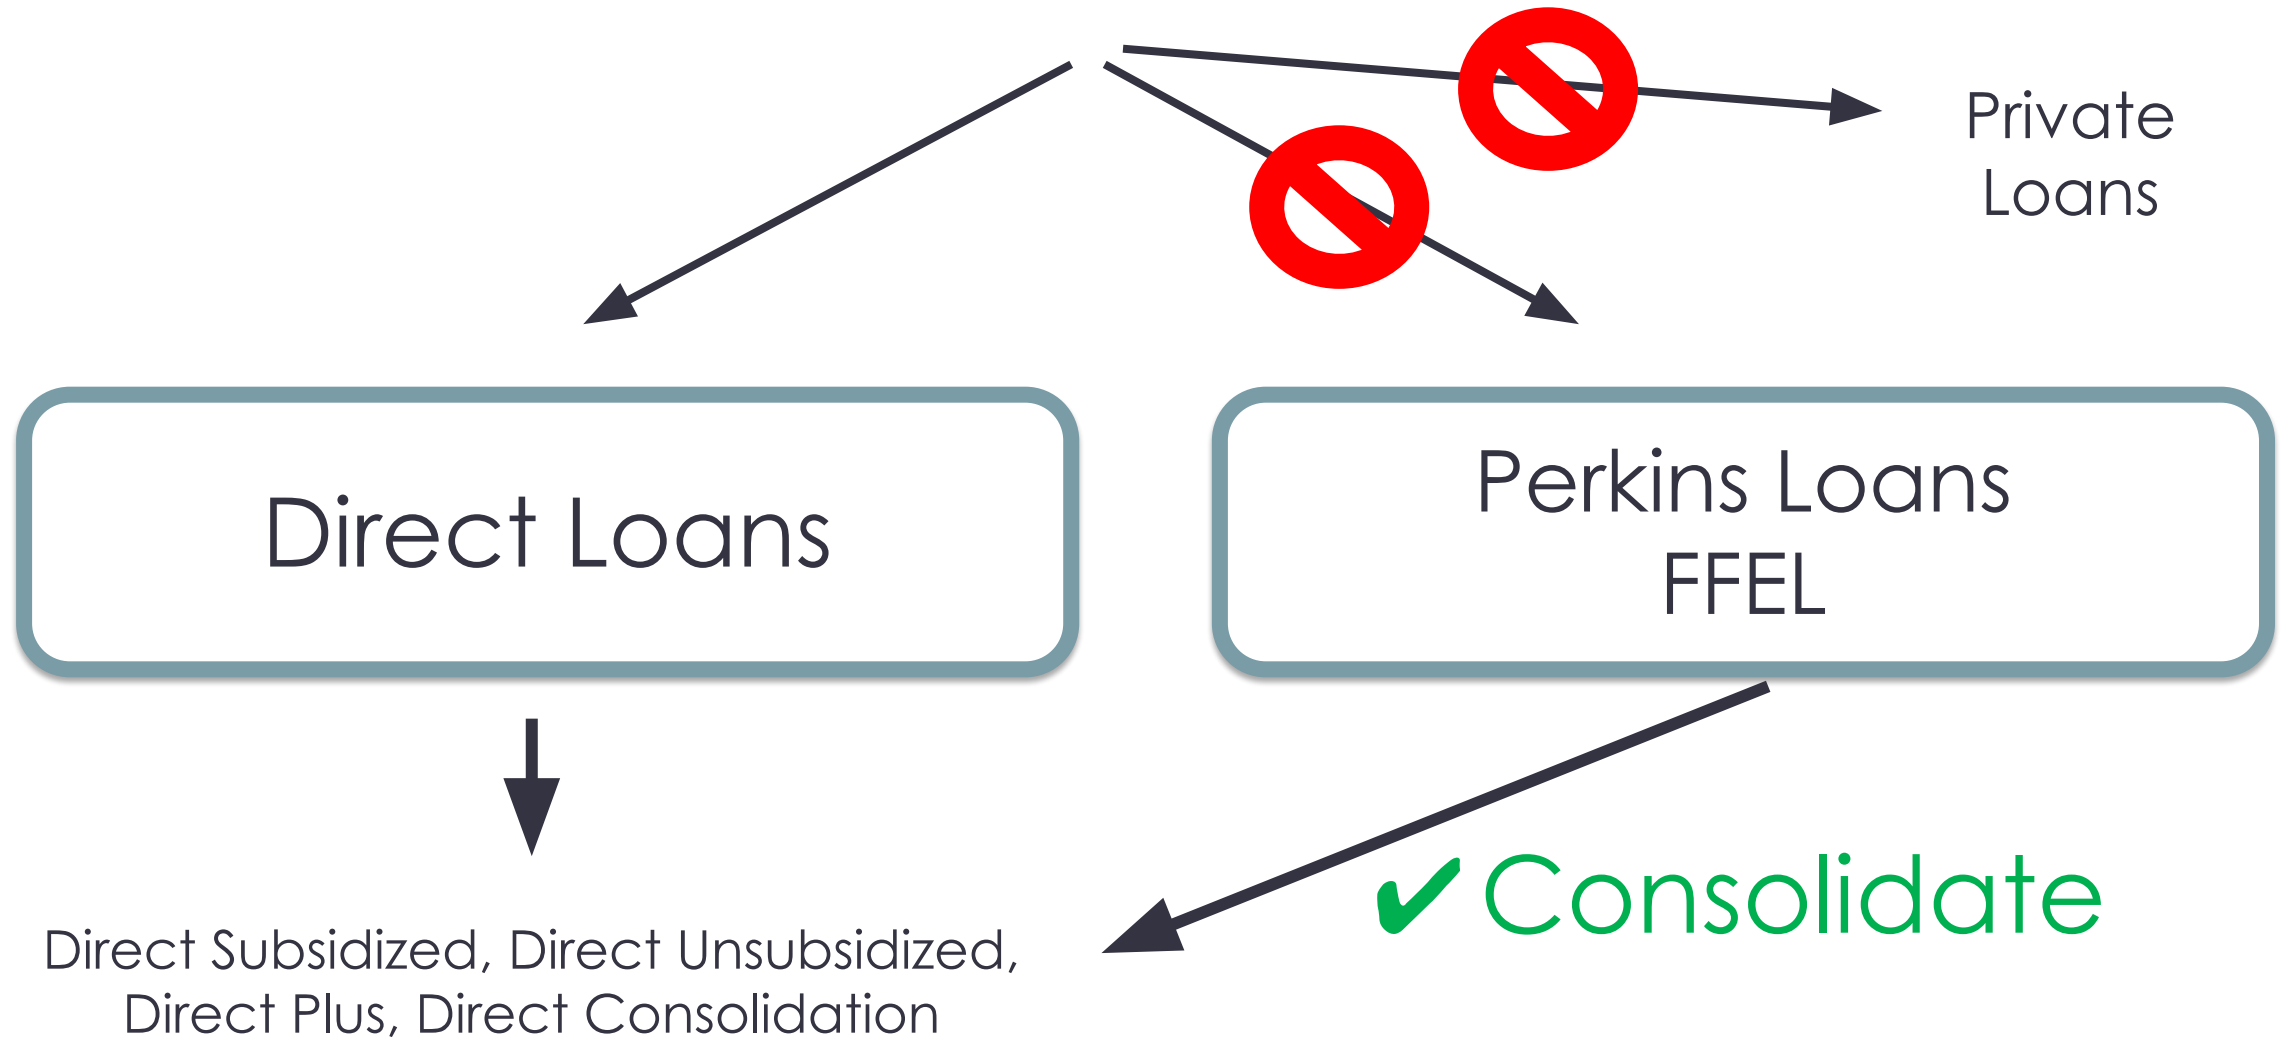 Private
Loans
Direct Loans
Perkins Loans
FFEL
✔ Consolidate
Direct Subsidized, Direct Unsubsidized,
Direct Plus, Direct Consolidation